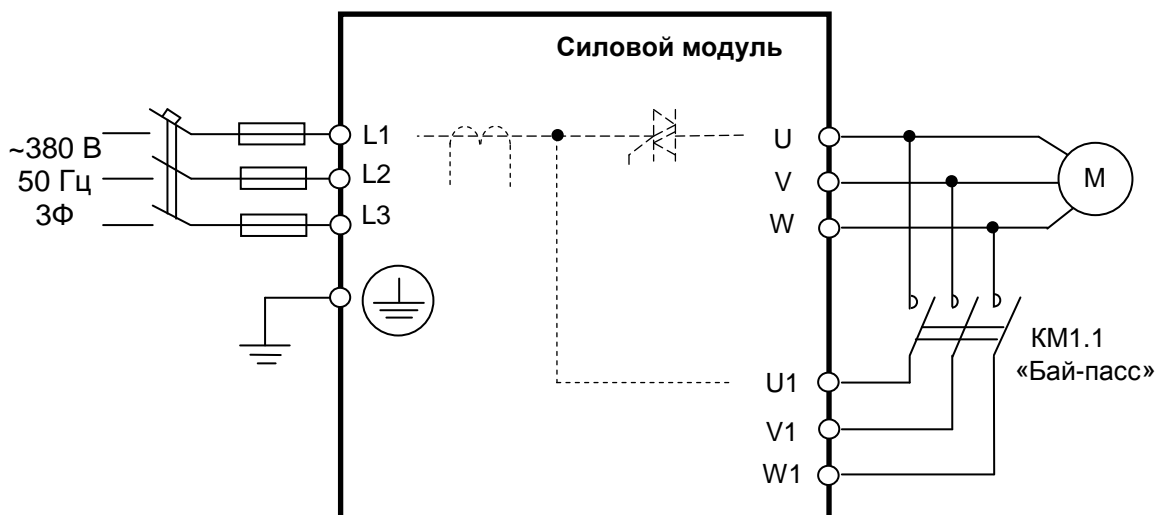 Силовой модуль
~380 В
50 Гц
3Ф
L1
L2
L3
U
V
W
M
КМ1.1
«Бай-пасс»
U1
V1
W1